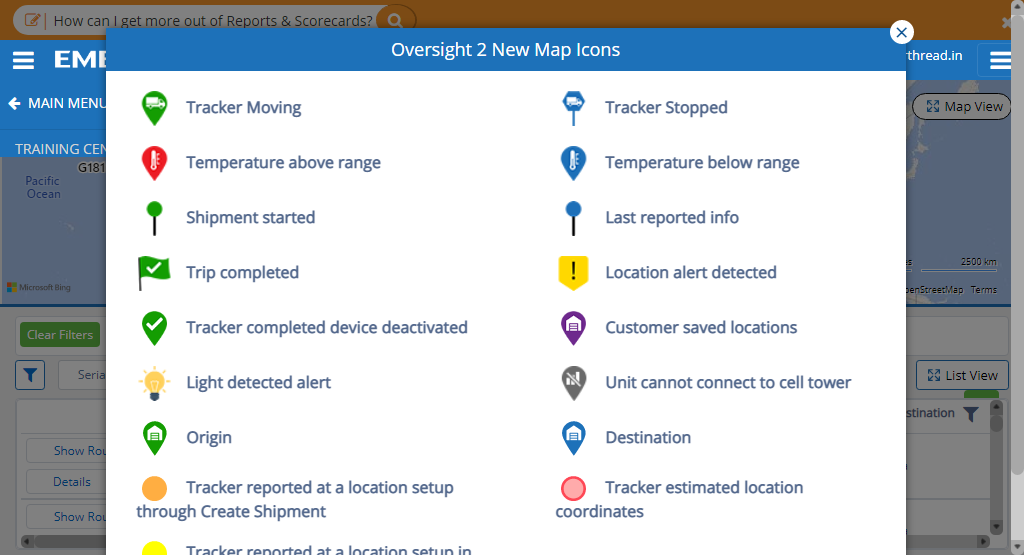 How can I get more out of Reports & Scorecards?
Oversight 2 New Map Icons
EME
rthread.in
MAIN MENU
Map View
TRAINING CEN
G181
Pacific
Ocean
Tracker Moving
Tracker Stopped
Temperature above range
Temperature below range
Shipment started
Last reported info
Trip completed
Location alert detected
2500 km
Microsoft Bing
penStreetMap Terms
Tracker completed device deactivated
Customer saved locations
Clear Filters
Light detected alert
Unit cannot connect to cell tower
Seria
List View
stination
Origin
Destination
Show Rou
Details
Tracker reported at a location setup
through Create Shipment
Tracker estimated location
coordinates
Show Rou
Tracker reported at a location setup in